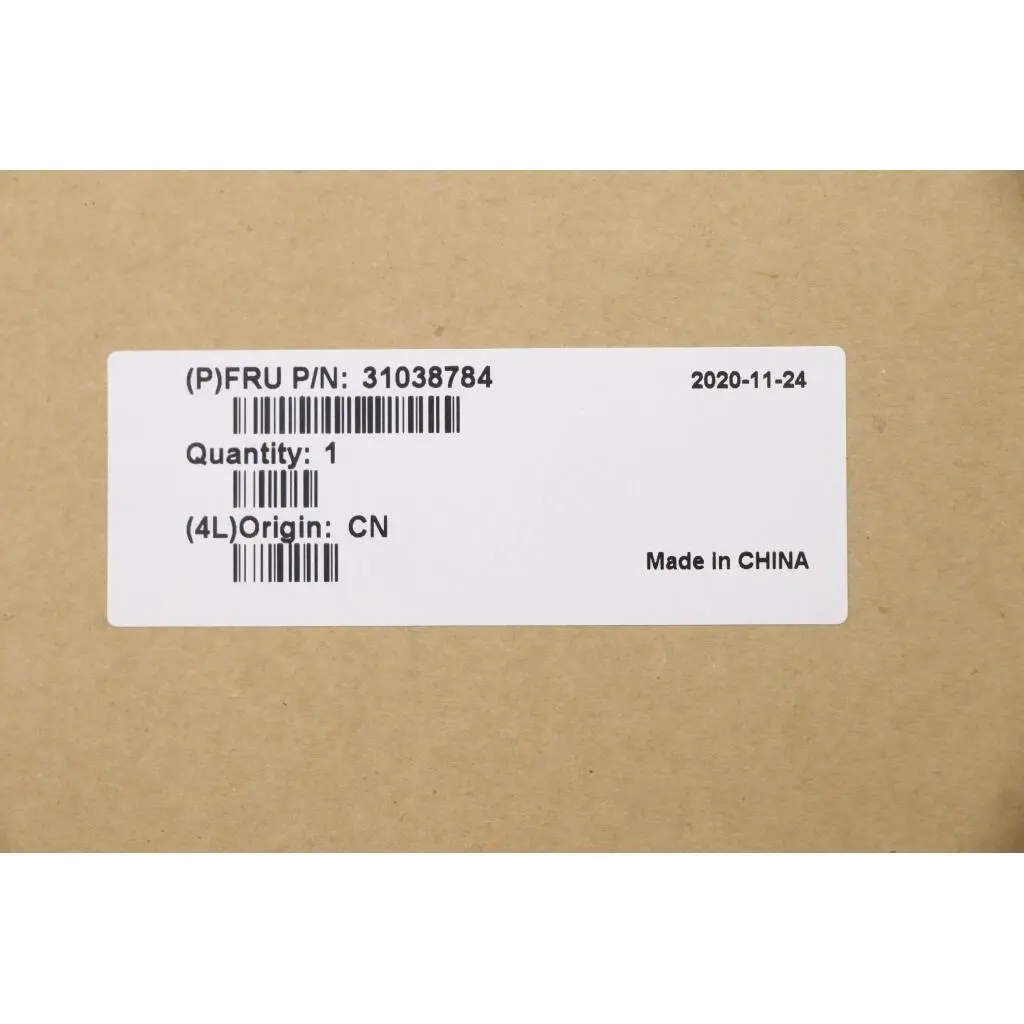 (P)FRU P/N: 31038784
2020-11-24
Quantity: 1
(4L)Origin: CN
Made in CHINA